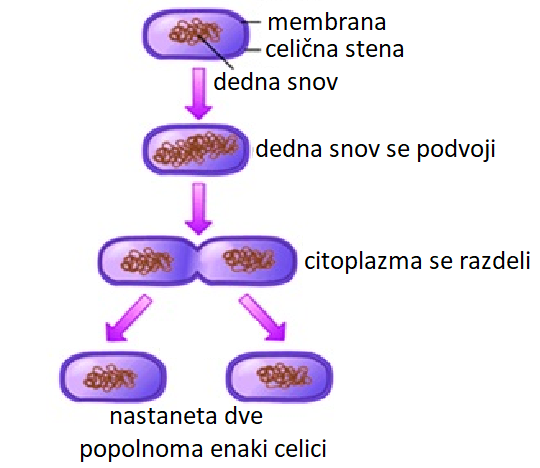 membrana
celična stena
dedna snov
dedna snov se podvoji
citoplazma se razdeli
nastaneta dve
popolnoma enaki celici